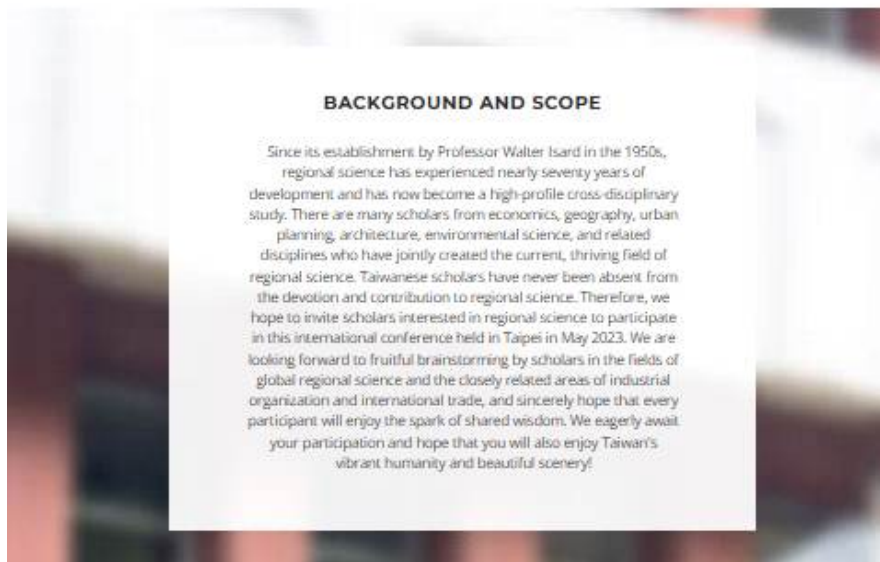 BACKGROUND AND SCOPE
Since its establishment by Professor Walter Isard in the 1950s,
regional science has experienced nearly seventy years of
development and has now become a high-profile cross-disciplinary
study. There are many scholars from economics, geography, urban
planning, architecture, environmental science, and related
disciplines who have jointly created the current, thriving field of
regional science. Taiwanese scholars have never been absent from
the devotion and contribution to regional science. Therefore, we
hope to invite scholars interested in regional science to participate
in this international conference held in Taipei in May 2023. We are
looking forward to fruitful brainstorming by scholars in the fields of
global regional science and the closely related areas of industrial
organization and international trade, and sincerely hope that every
participant will enjoy the spark of shared wisdom. We eagerly await
your participation and hope that you will also enjoy Taiwan's
vibrant humanity and beautiful scenery!